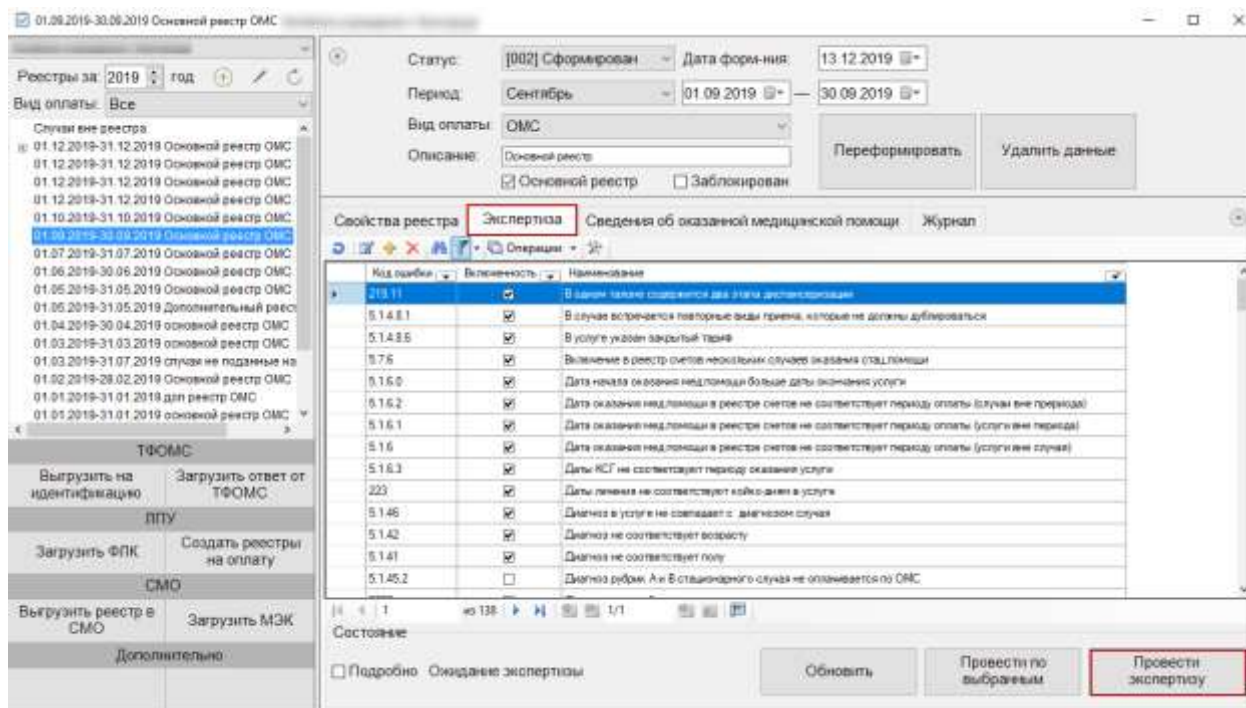 01.09.2019-30.09.2019 Основной реестр ОМС
Реестры за: 2019 год
Вид оплаты: Все
Случаи вне реестра
01.12.2019-31.12.2019 Основной реестр ОМС
01.12.2019-31.12.2019 Основной реестр ОМС
01.12.2019-31.12.2019 Основной реестр ОМС
01.12.2019-31.12.2019 Основной реестр ОМС
01.10.2019-31.10.2019 Основной реестр ОМС
01.09.2019-30.09.2019 Основной реестр ОМС
01.07.2019-31.07.2019 Основной реестр ОМС
01.06.2019-30.06.2019 Основной реестр ОМС
01.05.2019-31.05.2019 Основной реестр ОМС
01.05.2019-31.05.2019 Дополнительный реест
01.04.2019-30.04.2019 основной реестр ОМС
01.03.2019-31.03.2019 основной реестр ОМС
01.03.2019-31.07.2019 случаи не поданные на
01.02.2019-28.02.2019 Основной реестр ОМС
01.01.2019-31.01.2019 доп реестр ОМС
01.01.2019-31.01.2019 основной реестр ОМС
ТФОМС
Выгрузить на идентификацию
Загрузить ответ от ТФОМС
ЛПУ
Загрузить ФЛК
Создать реестры на оплату
СМО
Выгрузить реестр в СМО
Загрузить МЭК
Дополнительно
Статус: [002] Сформирован Дата форм-ния: 13.12.2019
Период: Сентябрь 01.09.2019 — 30.09.2019
Вид оплаты: ОМС
Описание: Основной реестр
Основной реестр Заблокирован
Переформировать Удалить данные
Свойства реестра Экспертиза Сведения об оказанной медицинской помощи Журнал
Операции
Код ошибки Включенность Наименование
219.11 В одном талоне содержится два этапа диспансеризации
5.1.4.8.1 В случае встречается повторные виды приема, которые не должны дублироваться
5.1.4.8.6 В услуге указан закрытый тариф
5.7.6 Включение в реестр счетов нескольких случаев оказания стац.помощи
5.1.6.0 Дата начала оказания мед.помощи больше даты окончания услуги
5.1.6.2 Дата оказания мед.помощи в реестре счетов не соответствует периоду оплаты (случаи вне прериода)
5.1.6.1 Дата оказания мед.помощи в реестре счетов не соответствует периоду оплаты (услуги вне периода)
5.1.6 Дата оказания мед.помощи в реестре счетов не соответствует периоду оплаты (услуги вне случая)
5.1.6.3 Даты КСГ не соответсвует периоду оказания услуги
223 Даты лечения не соответствуют койко-дням в услуге
5.1.46 Диагноз в услуге не совпадает с диагнозом случая
5.1.42 Диагноз не соответствует возрасту
5.1.41 Диагноз не соответствует полу
5.1.45.2 Диагноз рубрик А и В стационарного случая не оплачивается по ОМС
1 из 138 1/1
Состояние
Подробно Ожидание экспертизы
Обновить
Провести по выбранным
Провести экспертизу